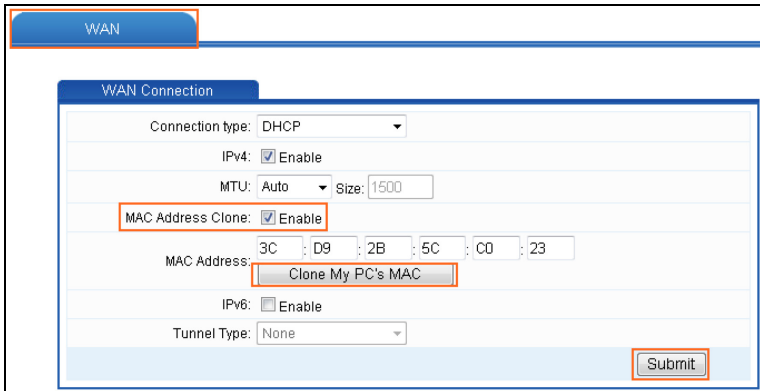 WAN
WAN Connection
Connection type: DHCP
IPv4: Enable
MTU: Auto Size: 1500
MAC Address Clone: Enable
MAC Address: 3C : D9 : 2B : 5C : C0 : 23
Clone My PC's MAC
IPv6: Enable
Tunnel Type: None
Submit